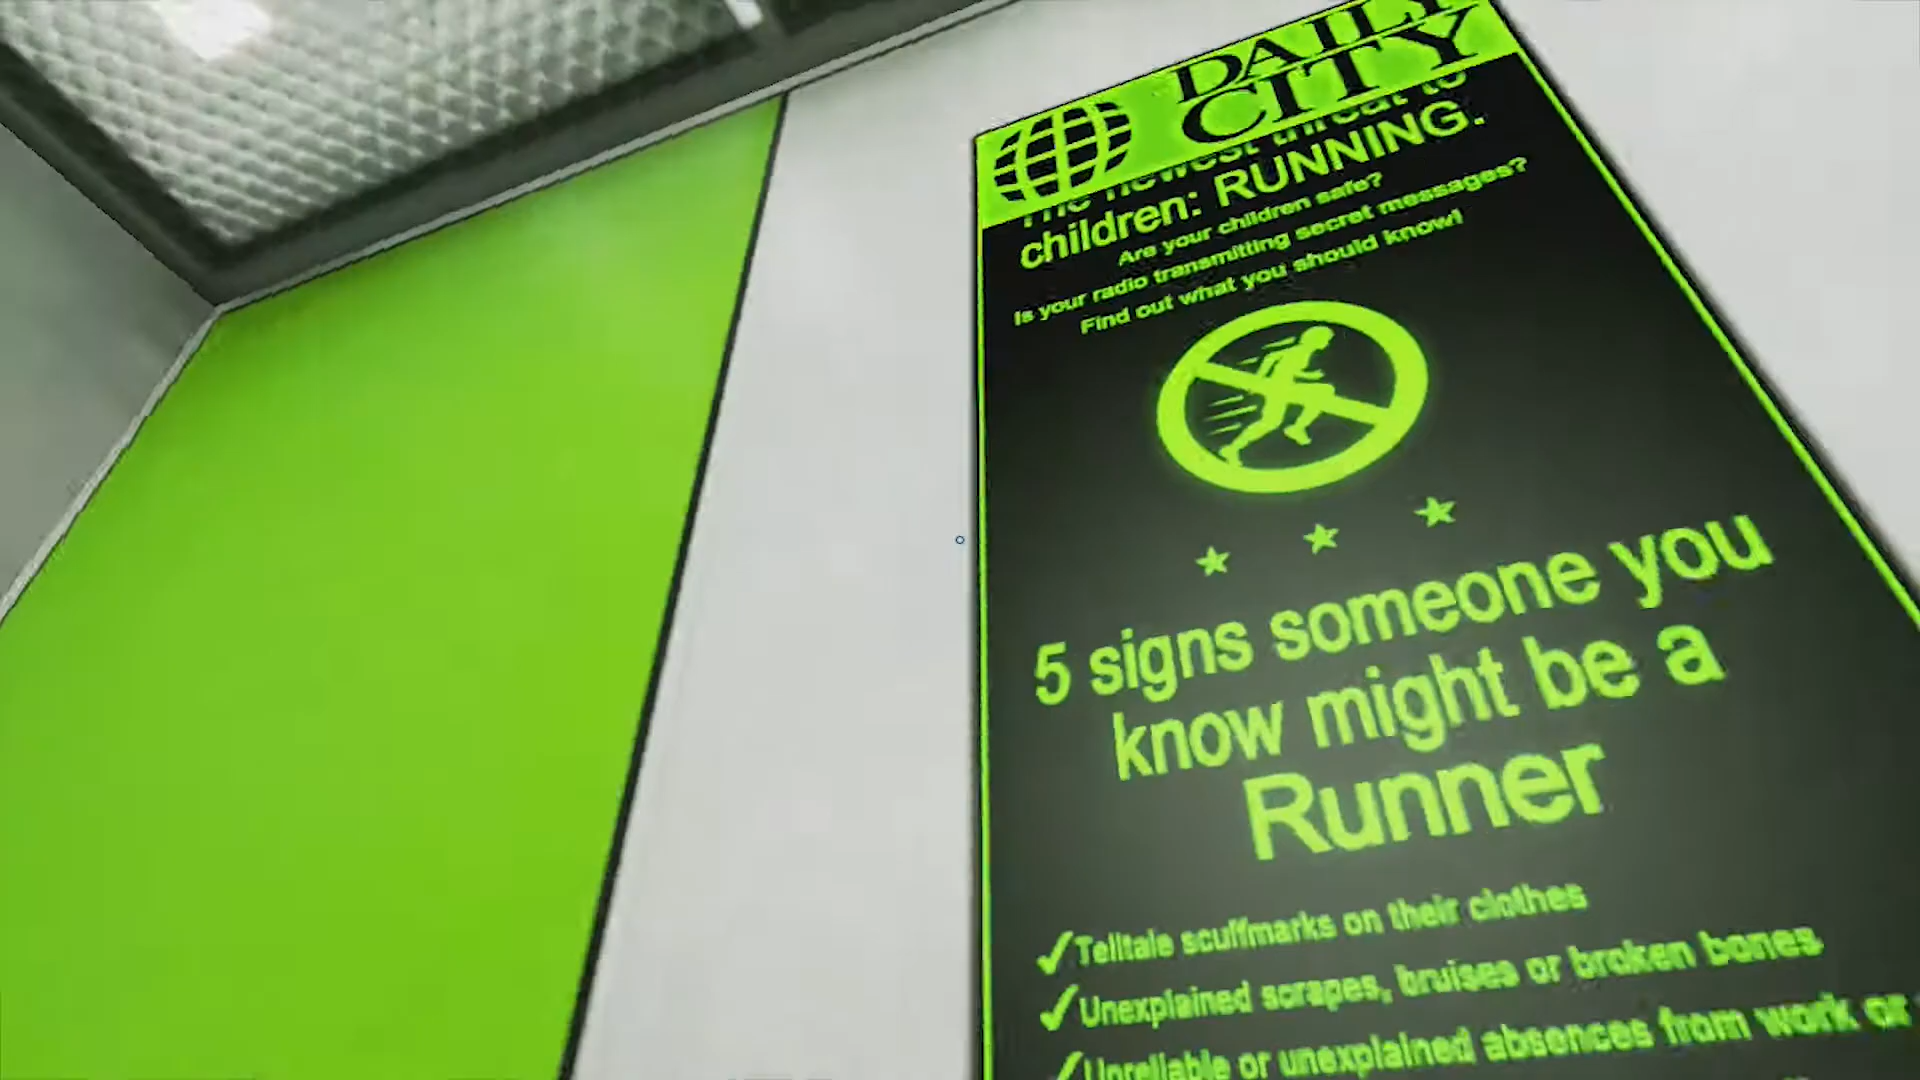 DAILY
CITY
The newest threat to
children: RUNNING.
Are your children safe?
Is your radio transmitting secret messages?
Find out what you should know!
5 signs someone you
know might be a
Runner
Telltale scuffmarks on their clothes
Unexplained scrapes, bruises or broken bones
Unreliable or unexplained absences from work or